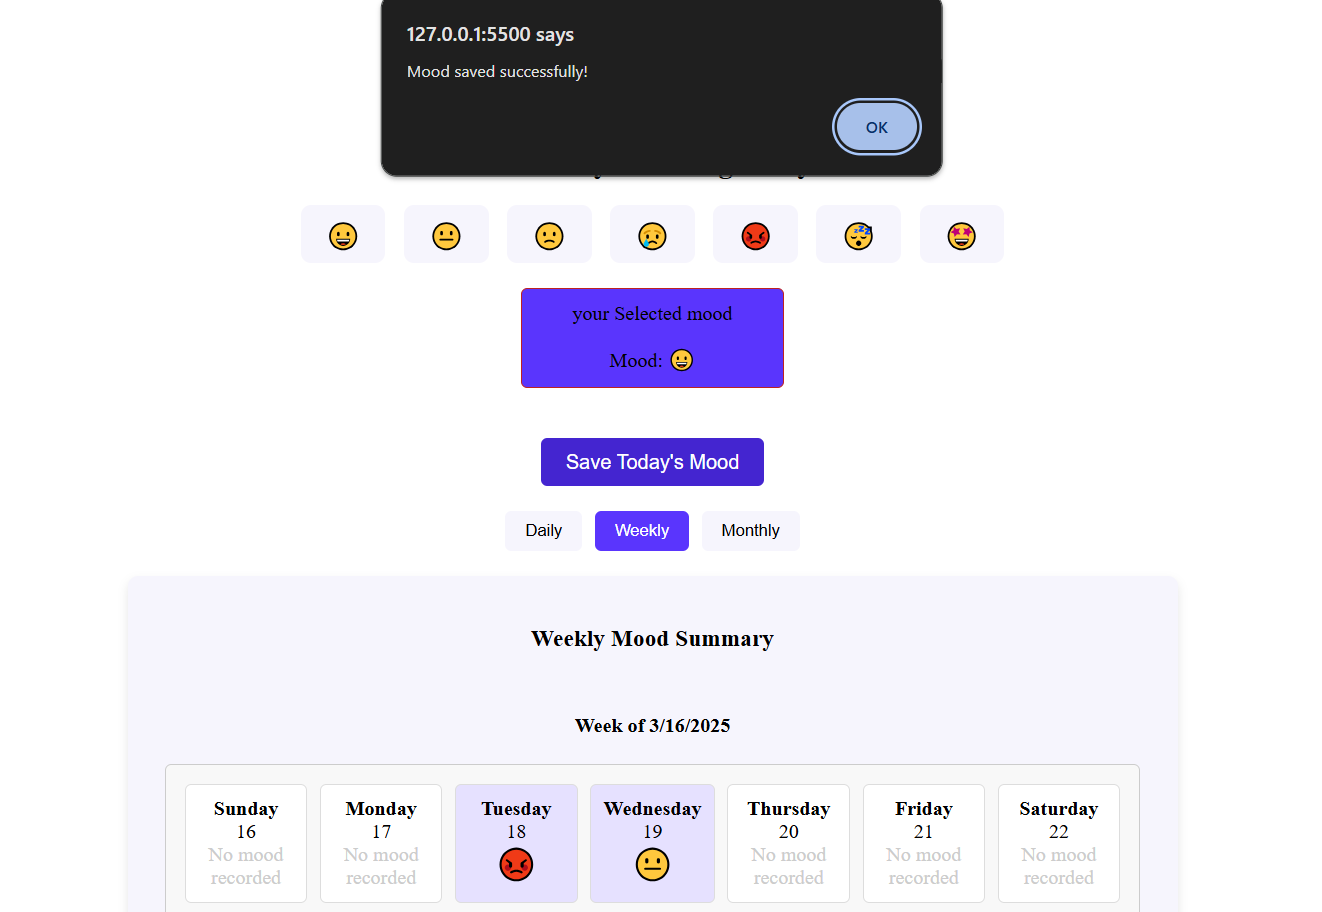 127.0.0.1:5500 says
Mood saved successfully!
OK
your Selected mood
Mood: 😀
Save Today's Mood
Daily Weekly Monthly
Weekly Mood Summary
Week of 3/16/2025
Sunday Monday Tuesday Wednesday Thursday Friday Saturday
16 17 18 19 20 21 22
No mood No mood No mood No mood No mood
recorded recorded recorded recorded recorded